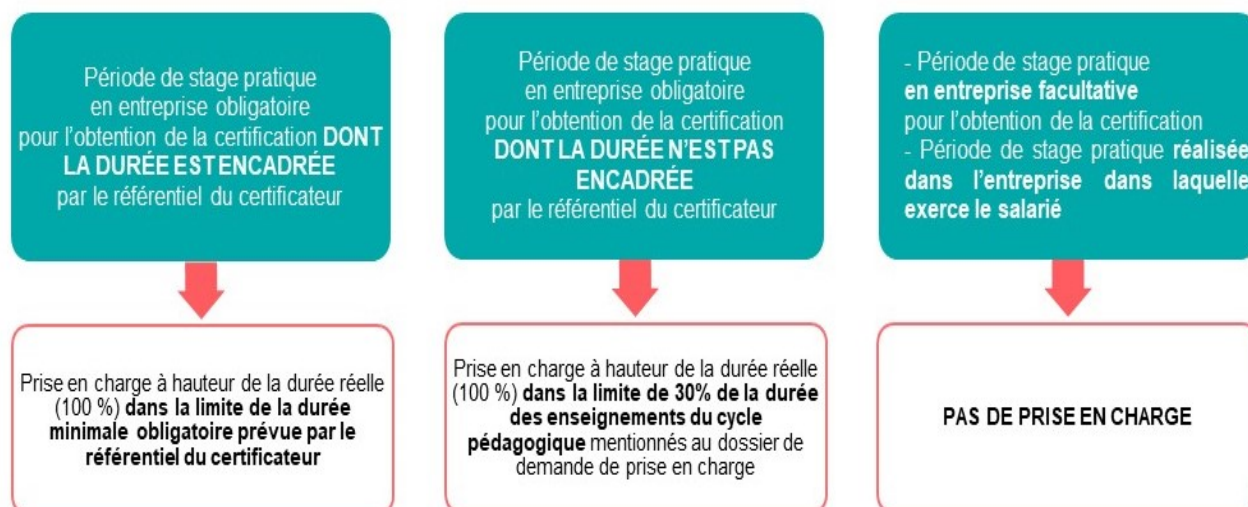 Période de stage pratique
en entreprise obligatoire
pour l'obtention de la certification DONT
LA DURÉE EST ENCADRÉE
par le référentiel du certificateur
Prise en charge à hauteur de la durée réelle
(100 %) dans la limite de la durée
minimale obligatoire prévue par le
référentiel du certificateur
Période de stage pratique
en entreprise obligatoire
pour l'obtention de la certification
DONT LA DURÉE N'EST PAS
ENCADRÉE
par le référentiel du certificateur
Prise en charge à hauteur de la durée réelle
(100 %) dans la limite de 30% de la durée
des enseignements du cycle
pédagogique mentionnés au dossier de
demande de prise en charge
- Période de stage pratique
en entreprise facultative
pour l'obtention de la certification
- Période de stage pratique réalisée
dans l'entreprise dans laquelle
exerce le salarié
PAS DE PRISE EN CHARGE